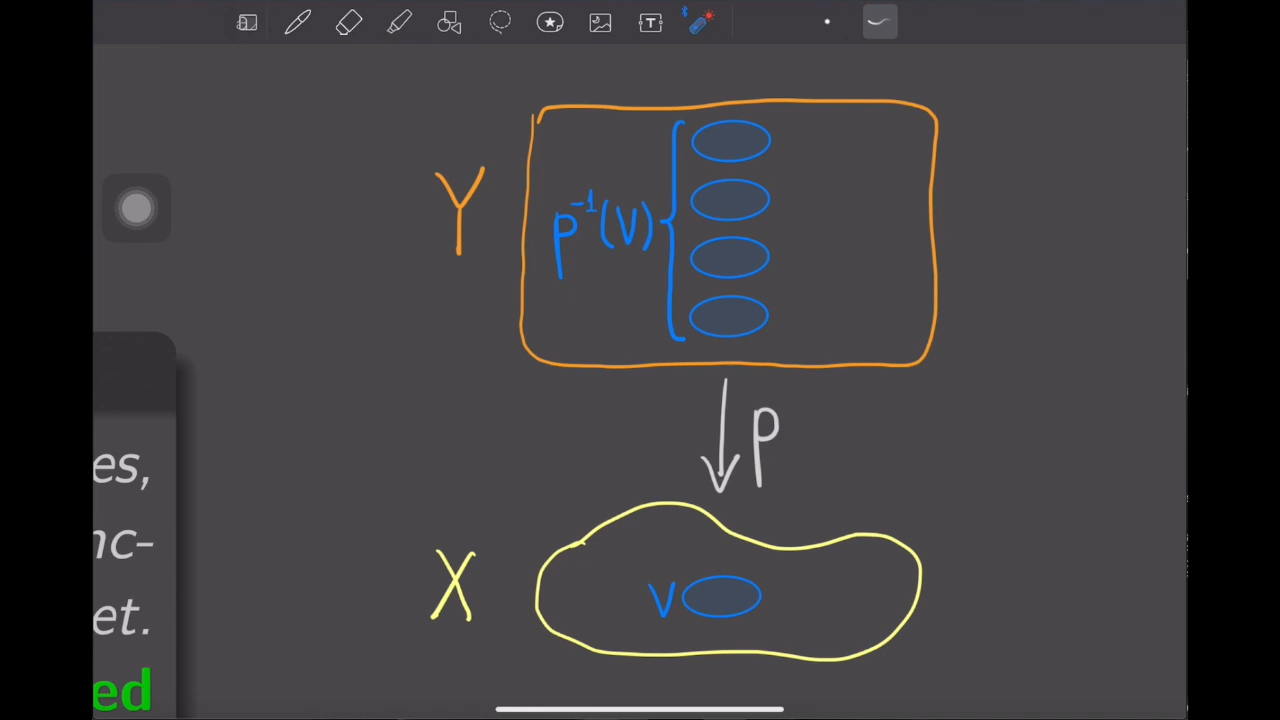 Y
p⁻¹(V)
p
X
V
es,
nc-
et.
ed
T